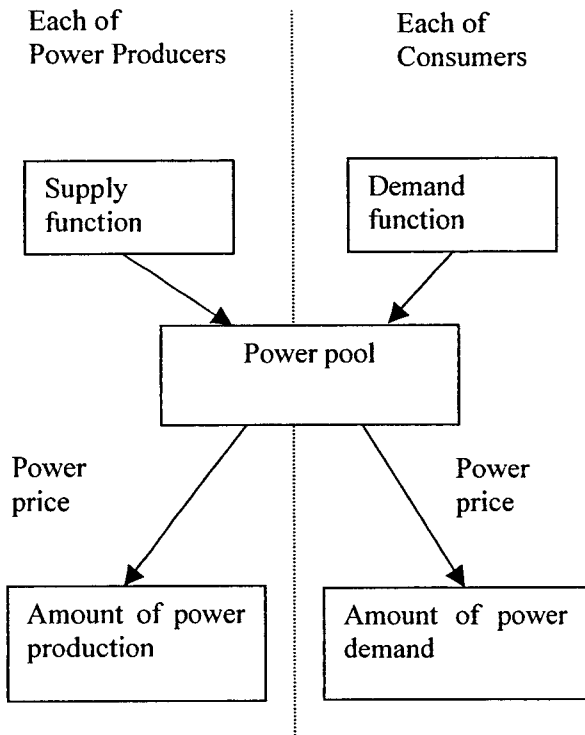 Each of
Power Producers
Each of
Consumers
Supply
function
Demand
function
Power pool
Power
price
Power
price
Amount of power
production
Amount of power
demand